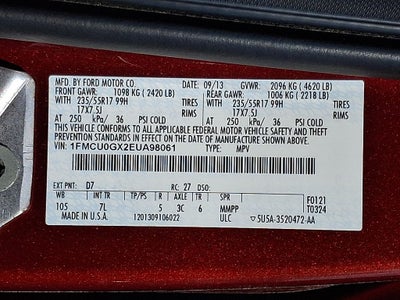 MFD. BY FORD MOTOR CO. 09/13 GVWR: 2096 KG ( 4620 LB)
FRONT GAWR: 1098 KG ( 2420 LB) REAR GAWR: 1006 KG ( 2218 LB)
WITH 235/55R17 99H TIRES WITH 235/55R17 99H TIRES
17X7.5J RIMS 17X7.5J RIMS
AT 250 kPa/ 36 PSI COLD AT 250 kPa/ 36 PSI COLD
THIS VEHICLE CONFORMS TO ALL APPLICABLE FEDERAL MOTOR VEHICLE SAFETY
AND BUMPER STANDARDS IN EFFECT ON THE DATE OF MANUFACTURE SHOWN ABOVE.
VIN: 1FMCU0GX2EUA98061 TYPE: MPV
EXT PNT: D7 RC: 27 DSO:
WB INT TR TP/PS R AXLE TR SPR F0121
105 7L 5 3C 6 MMPP T0324
MADE IN U.S.A. 1201309106022 ULC 5U5A-3520472-AA